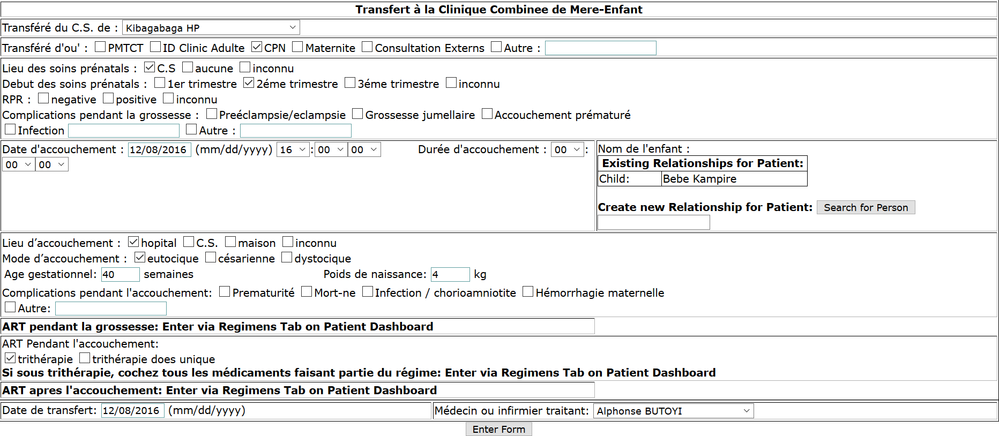 Transfert à la Clinique Combinee de Mere-Enfant
Transféré du C.S. de : Kibagabaga HP
Transféré d'ou' : PMTCT ID Clinic Adulte CPN Maternite Consultation Externs Autre :
Lieu des soins prénatals : C.S aucune inconnu
Debut des soins prénatals : 1er trimestre 2éme trimestre 3éme trimestre inconnu
RPR : negative positive inconnu
Complications pendant la grossesse : Preéclampsie/eclampsie Grossesse jumellaire Accouchement prématuré
Infection Autre :
Date d'accouchement : 12/08/2016 (mm/dd/yyyy) 16 : 00 00 Durée d'accouchement : 00 :
00 00
Nom de l'enfant :
Existing Relationships for Patient:
Child: Bebe Kampire
Create new Relationship for Patient: Search for Person
Lieu d’accouchement : hopital C.S. maison inconnu
Mode d’accouchement : eutocique césarienne dystocique
Age gestationnel: 40 semaines Poids de naissance: 4 kg
Complications pendant l'accouchement: Prematurité Mort-ne Infection / chorioamniotite Hémorrhagie maternelle
Autre:
ART pendant la grossesse: Enter via Regimens Tab on Patient Dashboard
ART Pendant l'accouchement:
trithérapie trithérapie does unique
Si sous trithérapie, cochez tous les médicaments faisant partie du régime: Enter via Regimens Tab on Patient Dashboard
ART apres l'accouchement: Enter via Regimens Tab on Patient Dashboard
Date de transfert: 12/08/2016 (mm/dd/yyyy) Médecin ou infirmier traitant: Alphonse BUTOYI
Enter Form